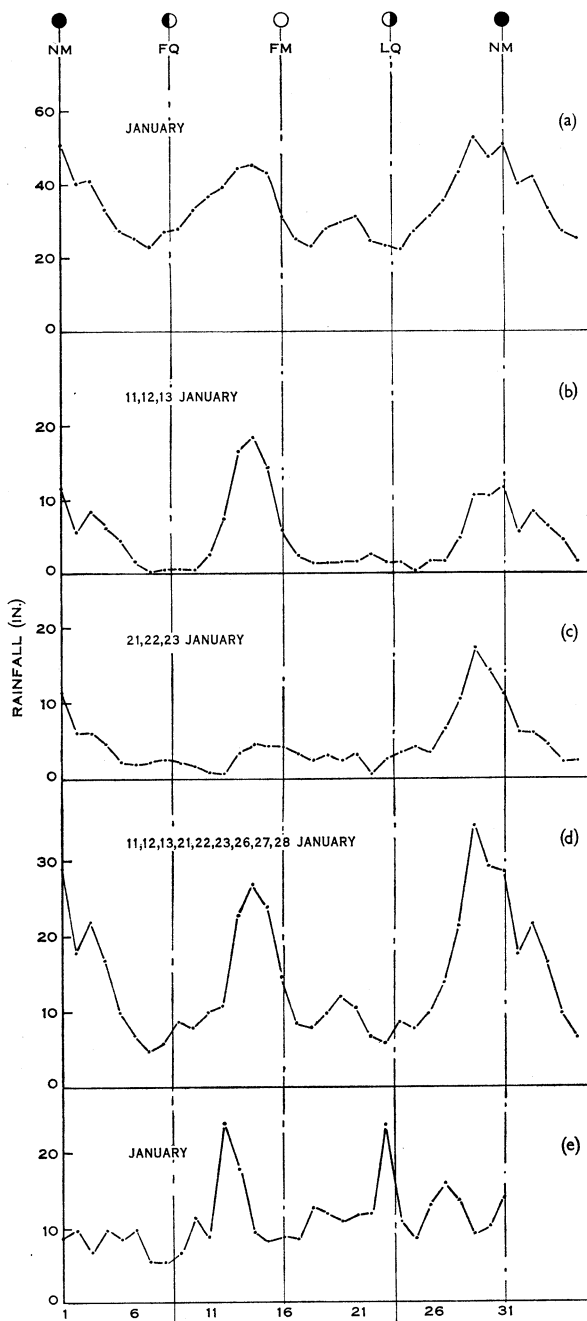 NM FQ FM LQ NM
(a)
JANUARY
60
40
20
0
(b)
11,12,13 JANUARY
20
10
0
(c)
21,22,23 JANUARY
20
10
0
RAINFALL (IN.)
(d)
11,12,13,21,22,23,26,27,28 JANUARY
30
20
10
0
(e)
JANUARY
20
10
0
1 6 11 16 21 26 31